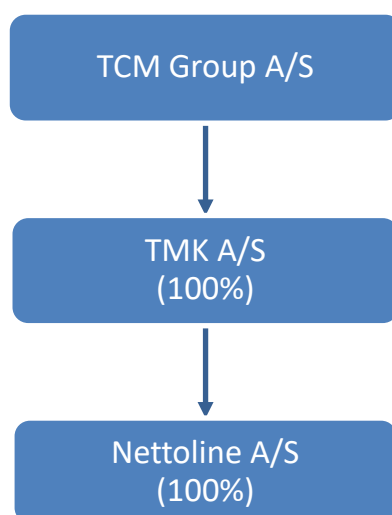 TCM Group A/S
TMK A/S
(100%)
Nettoline A/S
(100%)